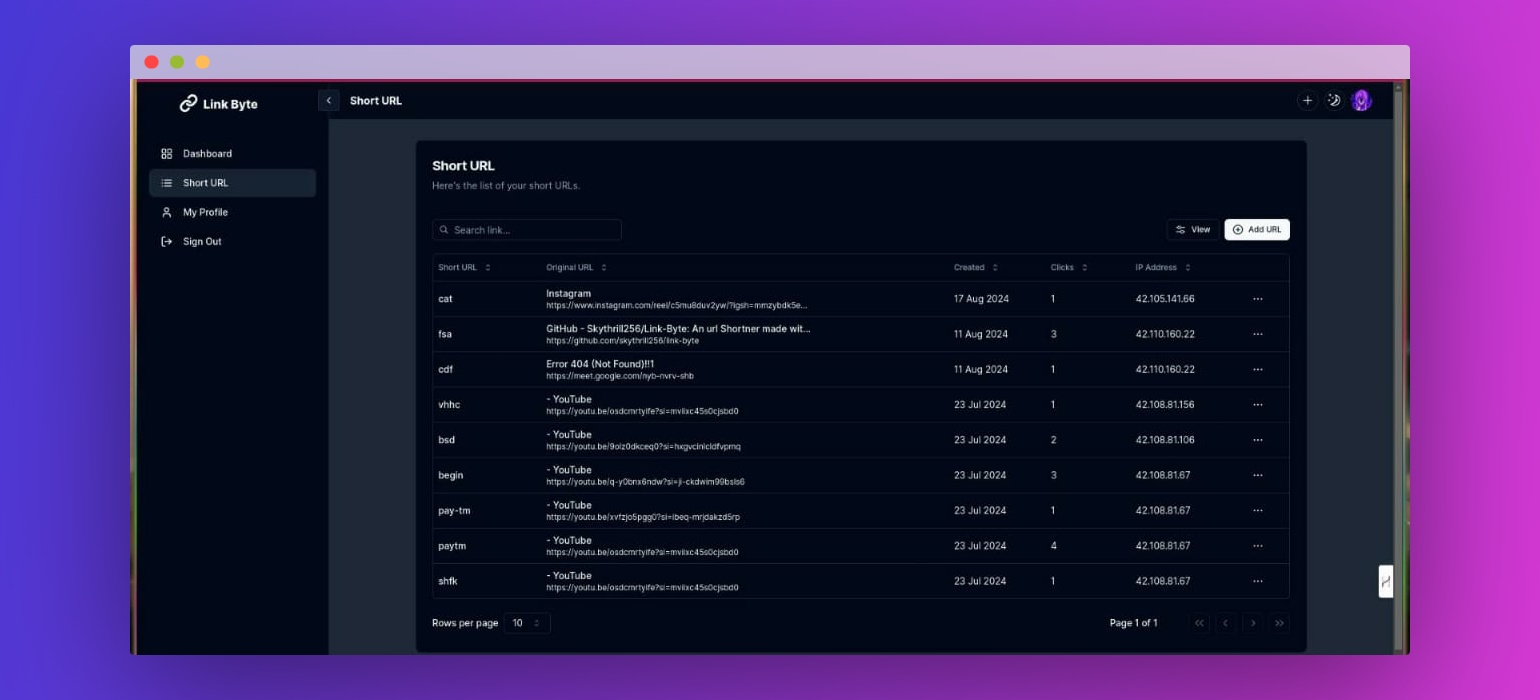 Link Byte
Short URL
Dashboard
Short URL
My Profile
Sign Out
Short URL
Here's the list of your short URLs.
Search link...
View
Add URL
Short URL Original URL Created Clicks IP Address
cat Instagram 17 Aug 2024 1 42.105.141.66
https://www.instagram.com/reel/c5mu8duv2yw/?igsh=mmzybdk5e...
fsa GitHub - Skythrill256/Link-Byte: An url Shortner made wit... 11 Aug 2024 3 42.110.160.22
https://github.com/skythrill256/link-byte
cdf Error 404 (Not Found)!!1 11 Aug 2024 1 42.110.160.22
https://meet.google.com/nyb-nvrv-shb
vhhc - YouTube 23 Jul 2024 1 42.108.81.156
https://youtu.be/osdcmrtyife?si=mviixc45s0cjsbd0
bsd - YouTube 23 Jul 2024 2 42.108.81.106
https://youtu.be/9olz0dkceq0?si=hxgvcinlcldfvpmq
begin - YouTube 23 Jul 2024 3 42.108.81.67
https://youtu.be/q-y0bnx6ndw?si=ji-ckdwim99bsls6
pay-tm - YouTube 23 Jul 2024 1 42.108.81.67
https://youtu.be/xvfzjo5pgg0?si=ibeq-mrjdakzd5rp
paytm - YouTube 23 Jul 2024 4 42.108.81.67
https://youtu.be/osdcmrtyife?si=mviixc45s0cjsbd0
shfk - YouTube 23 Jul 2024 1 42.108.81.67
https://youtu.be/osdcmrtyife?si=mviixc45s0cjsbd0
Rows per page 10
Page 1 of 1